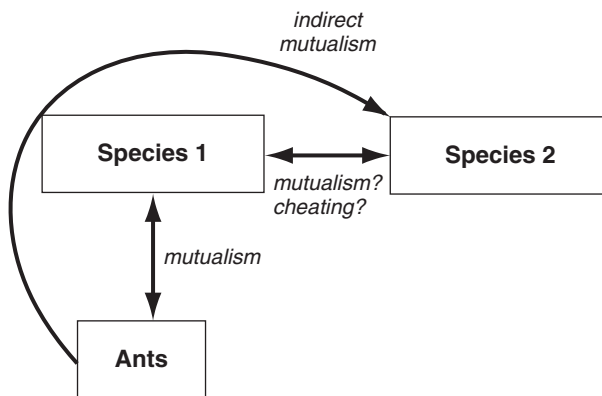 indirect
mutualism
Species 1
Species 2
mutualism?
cheating?
mutualism
Ants